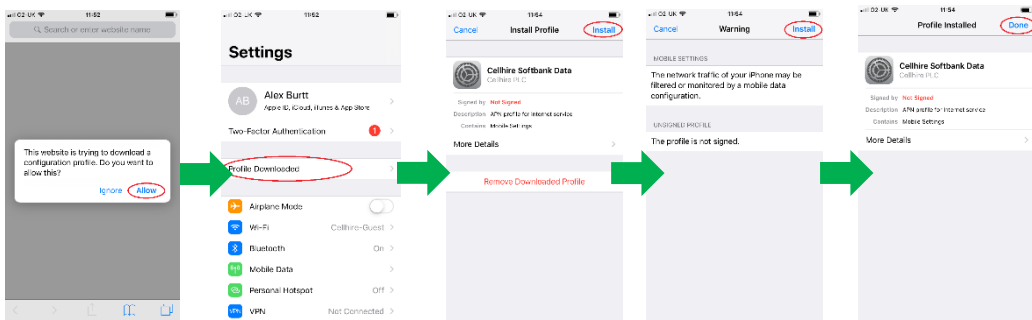 O2-UK 11:52
Search or enter website name
This website is trying to download a
configuration profile. Do you want to
allow this?
Ignore Allow
O2-UK 11:52
Settings
AB
Alex Burtt
Apple ID, iCloud, iTunes & App Store
Two-Factor Authentication 1
Profile Downloaded
Airplane Mode
Wi-Fi Cellhire-Guest
Bluetooth On
Mobile Data
Personal Hotspot Off
VPN VPN Not Connected
O2-UK 11:54
Cancel Install Profile Install
Cellhire Softbank Data
Cellhire PLC
Signed by Not Signed
Description APN profile for internet service
Contains Mobile Settings
More Details
Remove Downloaded Profile
O2-UK 11:54
Cancel Warning Install
MOBILE SETTINGS
The network traffic of your iPhone may be
filtered or monitored by a mobile data
configuration.
UNSIGNED PROFILE
The profile is not signed.
O2-UK 11:54
Profile Installed Done
Cellhire Softbank Data
Cellhire PLC
Signed by Not Signed
Description APN profile for internet service
Contains Mobile Settings
More Details